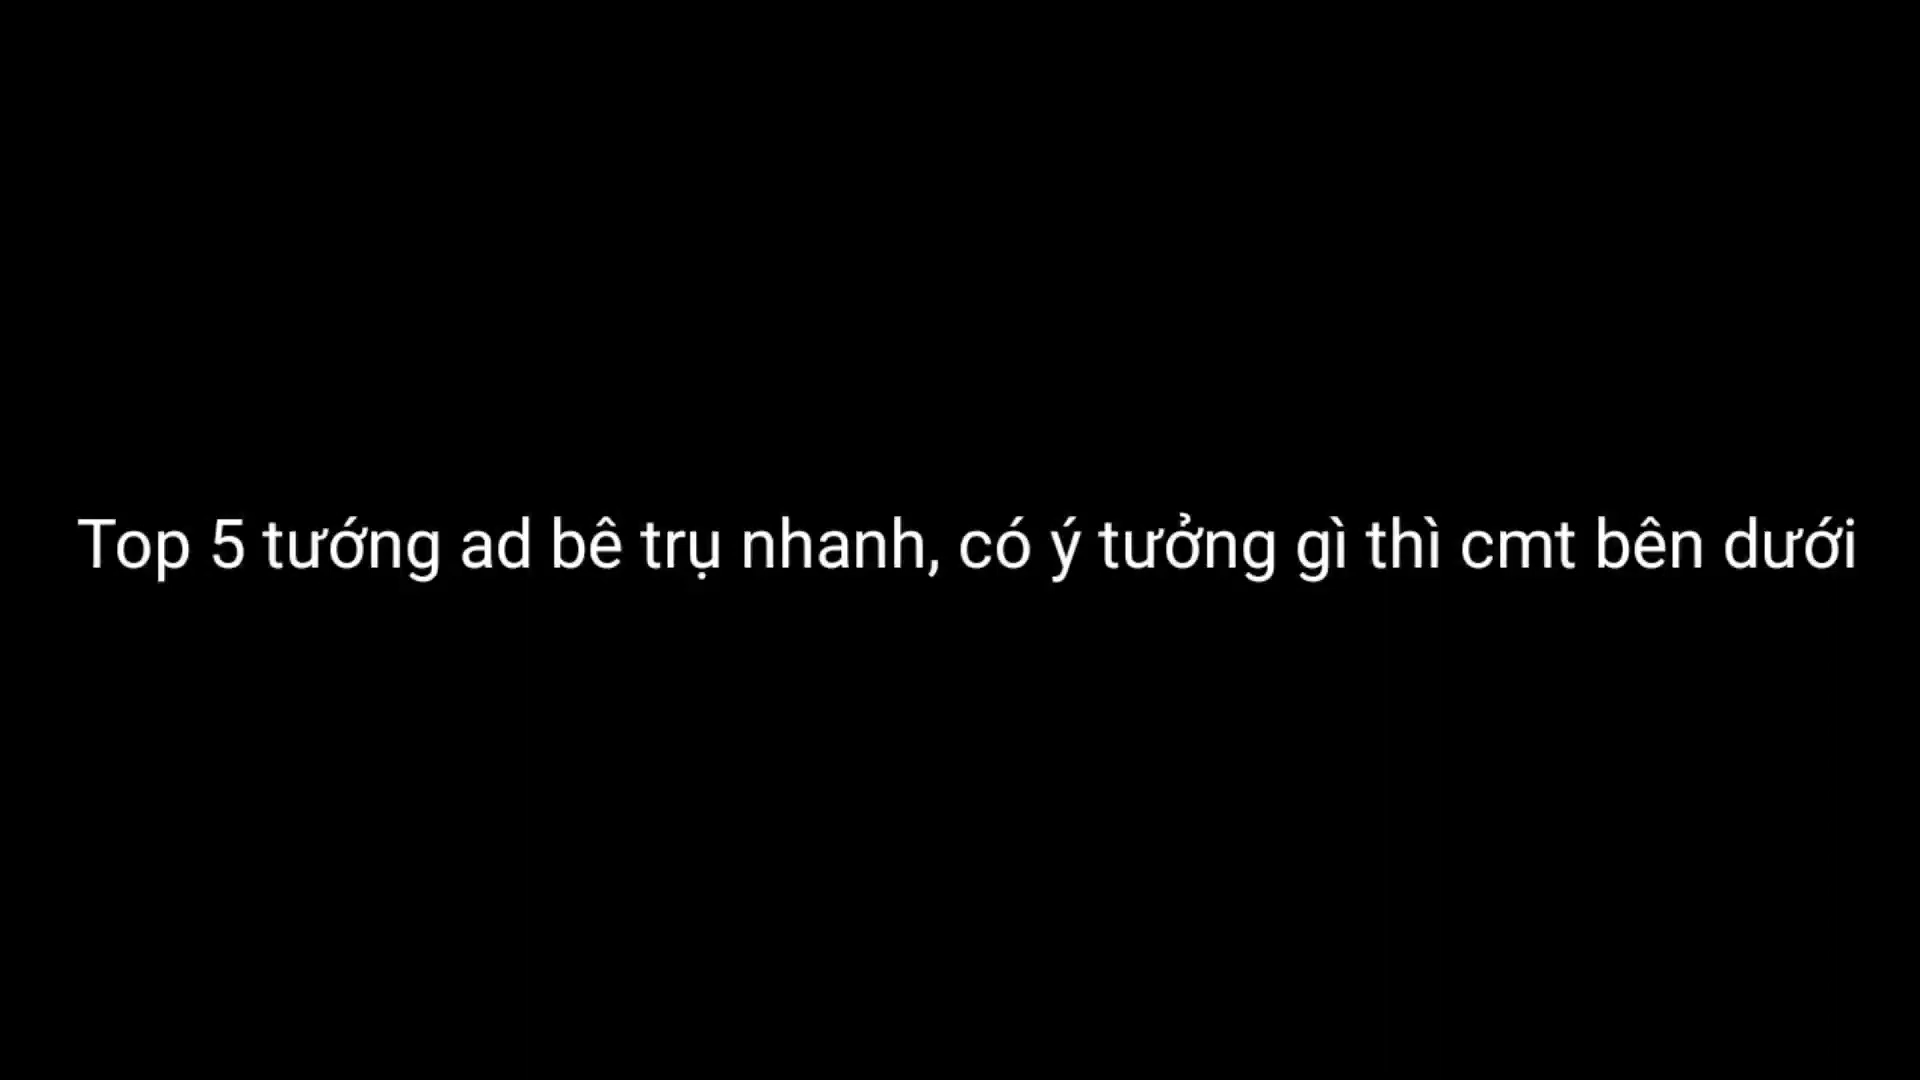 Top 5 tướng ad bê trụ nhanh, có ý tưởng gì thì cmt bên dưới